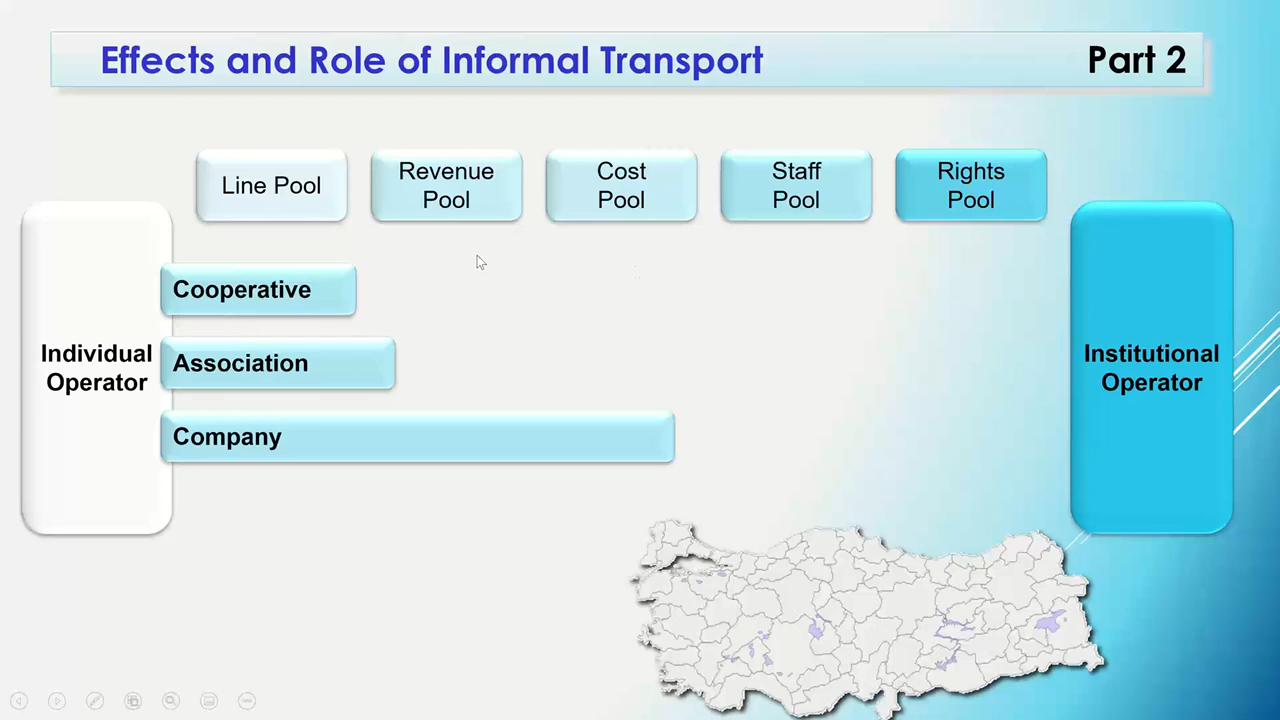 Effects and Role of Informal Transport
Part 2
Line Pool
Revenue
Pool
Cost
Pool
Staff
Pool
Rights
Pool
Individual
Operator
Cooperative
Association
Company
Institutional
Operator